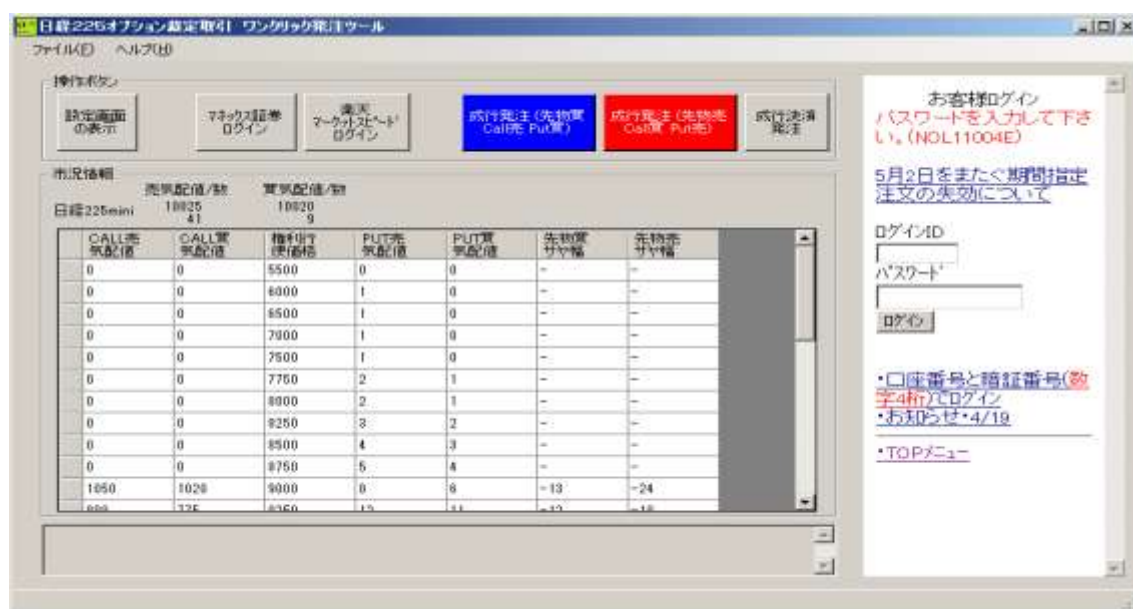 日経225オプション裁定取引 ワンクリック発注ツール
ファイル(F) ヘルプ(H)
操作ボタン
設定画面
の表示
マネックス証券
ログイン
楽天
マーケットスピード
ログイン
成行発注(先物買
Call売 Put買)
成行発注(先物売
Call買 Put売)
成行決済
発注
市況情報
売気配値/数 買気配値/数
日経225mini 10025 10020
41 9
CALL売気配値 CALL買気配値 権利行使価格 PUT売気配値 PUT買気配値 先物買サヤ幅 先物売サヤ幅
0 0 5500 0 0 - -
0 0 6000 1 0 - -
0 0 6500 1 0 - -
0 0 7000 1 0 - -
0 0 7500 1 0 - -
0 0 7750 2 1 - -
0 0 8000 2 1 - -
0 0 8250 3 2 - -
0 0 8500 4 3 - -
0 0 8750 5 4 - -
1050 1020 9000 8 6 -13 -24
お客様ログイン
パスワードを入力して下さ
い。(NOL11004E)
5月2日をまたぐ期間指定
注文の失効について
ログインID
パスワード
ログイン
・口座番号と暗証番号(数
字4桁)でログイン
・お知らせ・4/19
・TOPメニュー